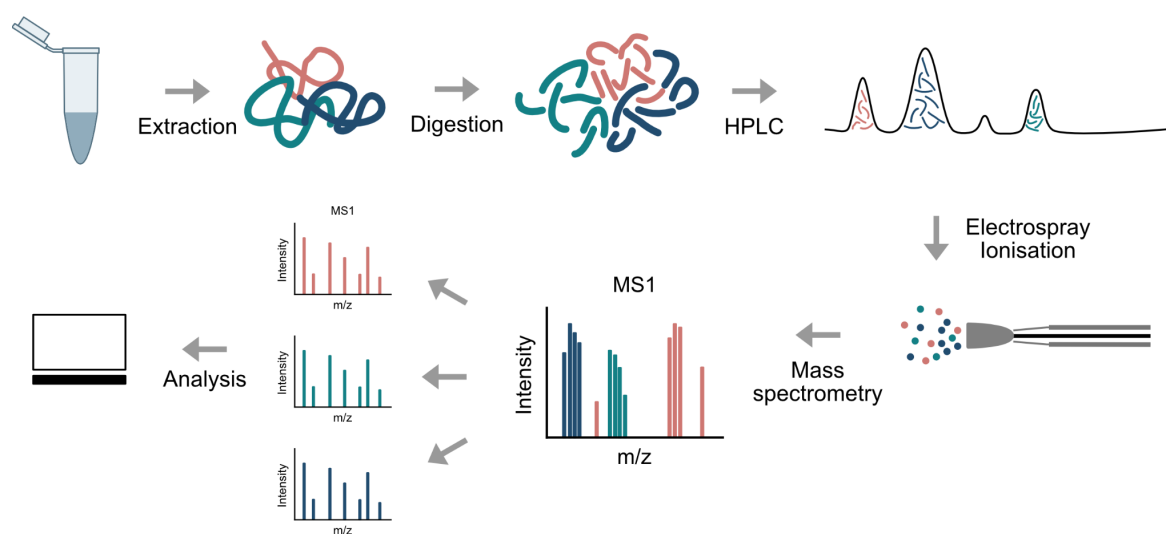 Extraction
Digestion
HPLC
Electrospray
Ionisation
Mass
spectrometry
MS1
Intensity
m/z
MS1
Intensity
m/z
Intensity
m/z
Intensity
m/z
Analysis